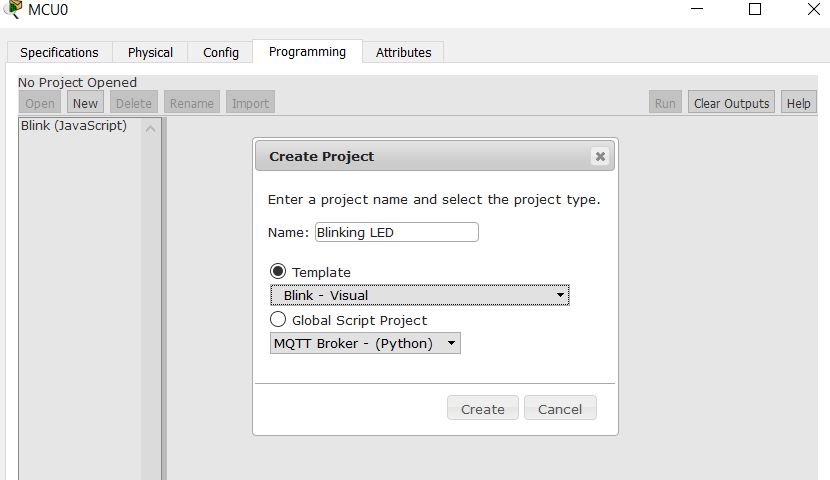 MCU0
Specifications Physical Config Programming Attributes
No Project Opened
Open New Delete Rename Import Run Clear Outputs Help
Blink (JavaScript)
Create Project
Enter a project name and select the project type.
Name: Blinking LED
Template
Blink - Visual
Global Script Project
MQTT Broker - (Python)
Create Cancel